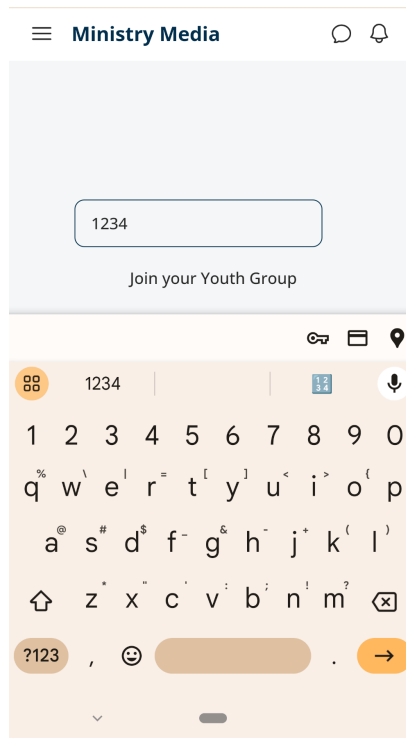 Ministry Media
1234
Join your Youth Group
1234 🔢
1 2 3 4 5 6 7 8 9 0
% \ | = [ ] < > {
q w e r t y u i o p
@ # $ _ & - + ( )
a s d f g h j k l
* " ' : ; ! ?
z x c v b n m
?123 , .